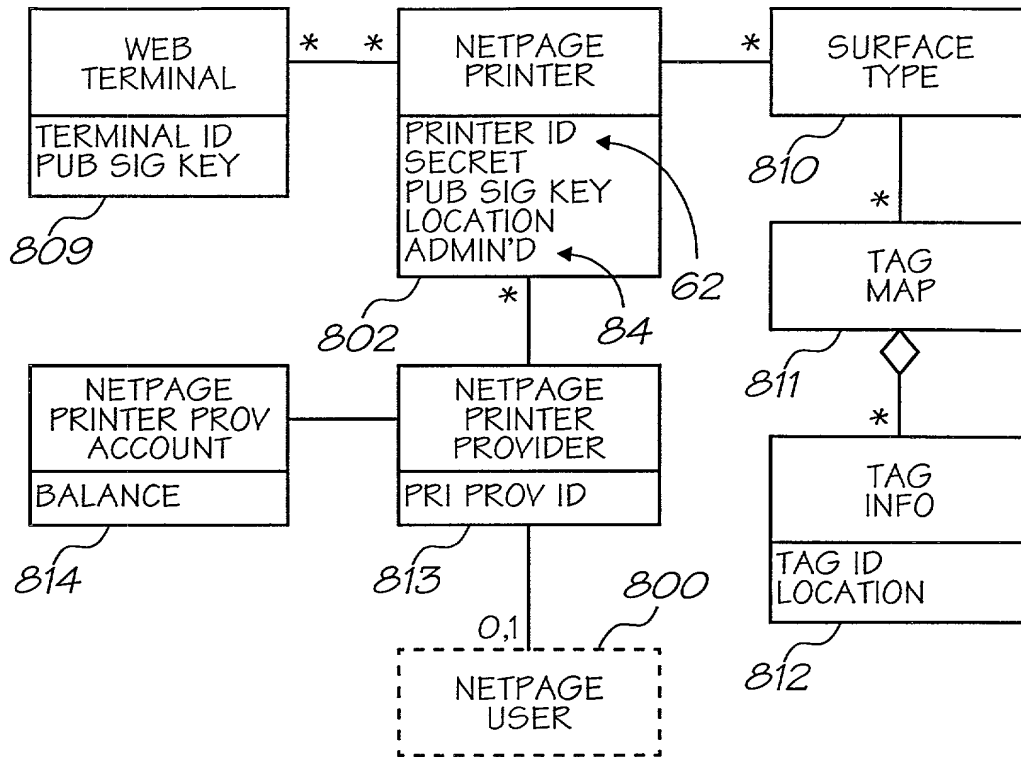 WEB
TERMINAL
TERMINAL ID
PUB SIG KEY
809
*
*
NETPAGE
PRINTER
PRINTER ID
SECRET
PUB SIG KEY
LOCATION
ADMIN'D
802
62
84
*
*
SURFACE
TYPE
810
*
TAG
MAP
811
*
TAG
INFO
TAG ID
LOCATION
812
NETPAGE
PRINTER PROV
ACCOUNT
BALANCE
814
NETPAGE
PRINTER
PROVIDER
PRI PROV ID
813
0,1
800
NETPAGE
USER